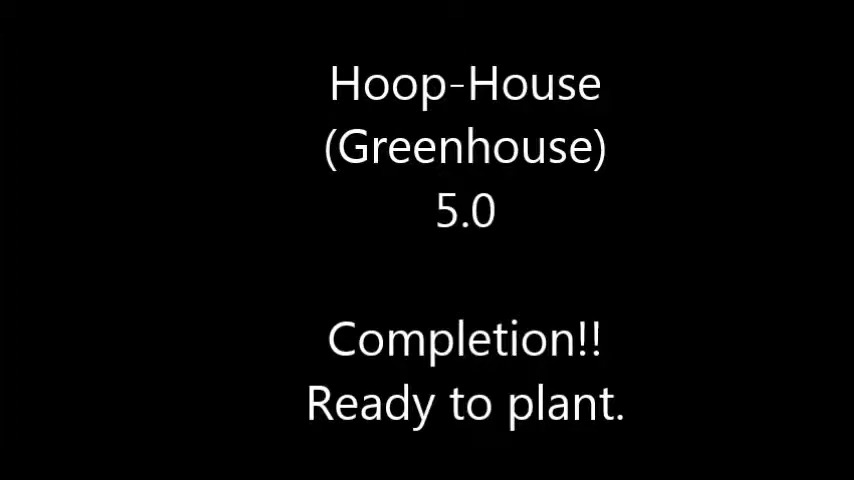 Hoop-House
(Greenhouse)
5.0
Completion!!
Ready to plant.